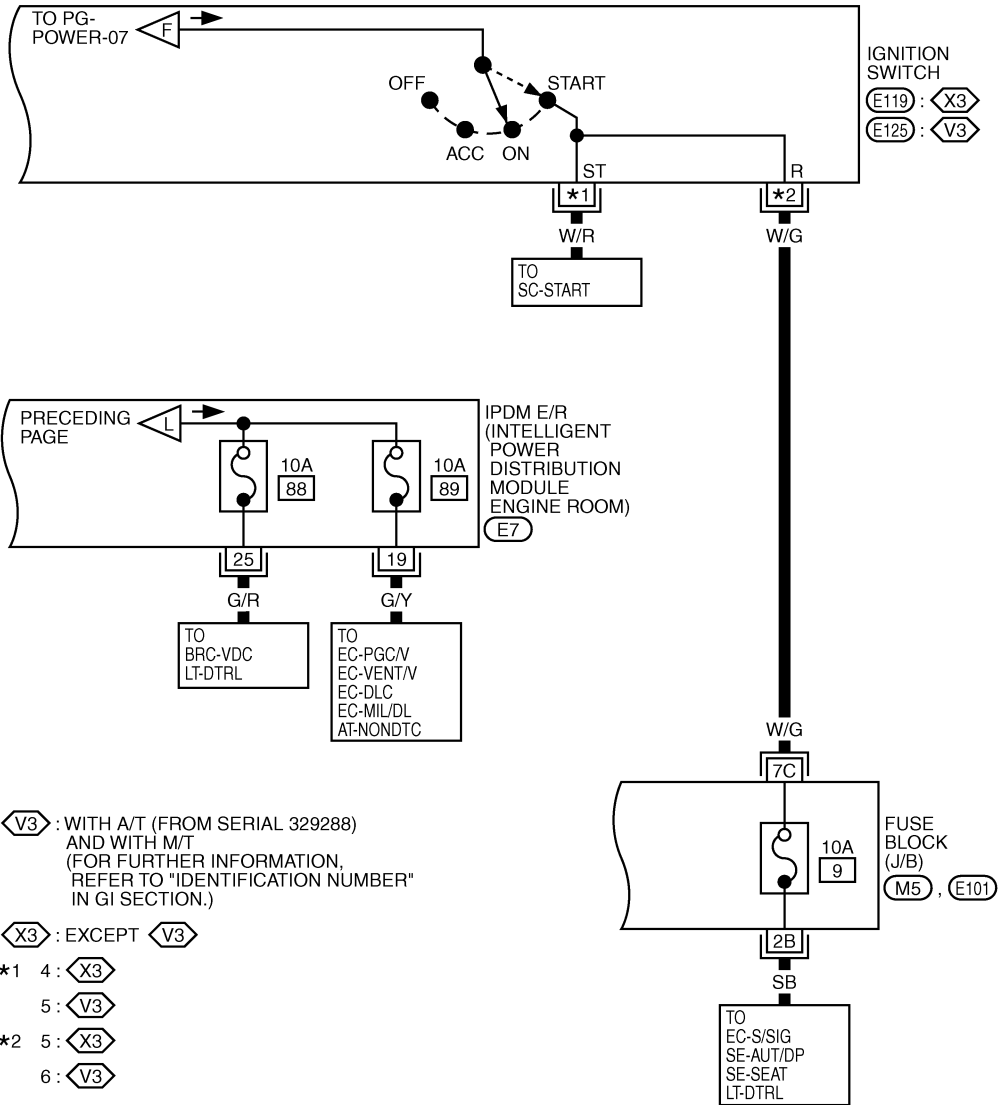 TO PG-
POWER-07
F
OFF
START
ACC
ON
ST
R
IGNITION
SWITCH
E119 : X3
E125 : V3
*1
*2
W/R
W/G
TO
SC-START
PRECEDING
PAGE
L
10A
88
10A
89
IPDM E/R
(INTELLIGENT
POWER
DISTRIBUTION
MODULE
ENGINE ROOM)
E7
25
19
G/R
G/Y
TO
BRC-VDC
LT-DTRL
TO
EC-PGC/V
EC-VENT/V
EC-DLC
EC-MIL/DL
AT-NONDTC
W/G
7C
10A
9
FUSE
BLOCK
(J/B)
M5 , E101
2B
SB
TO
EC-S/SIG
SE-AUT/DP
SE-SEAT
LT-DTRL
V3 : WITH A/T (FROM SERIAL 329288)
AND WITH M/T
(FOR FURTHER INFORMATION,
REFER TO "IDENTIFICATION NUMBER"
IN GI SECTION.)
X3 : EXCEPT V3
*1 4 : X3
5 : V3
*2 5 : X3
6 : V3